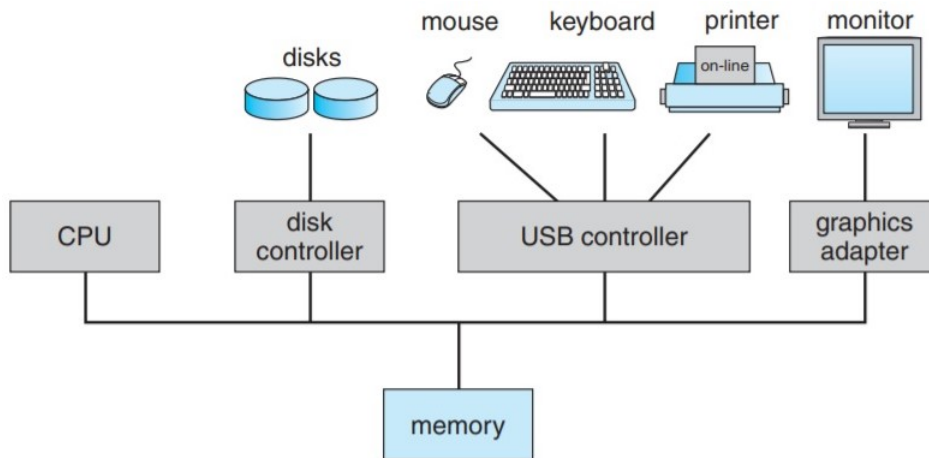 mouse
keyboard
printer
monitor
disks
on-line
CPU
disk
controller
USB controller
graphics
adapter
memory